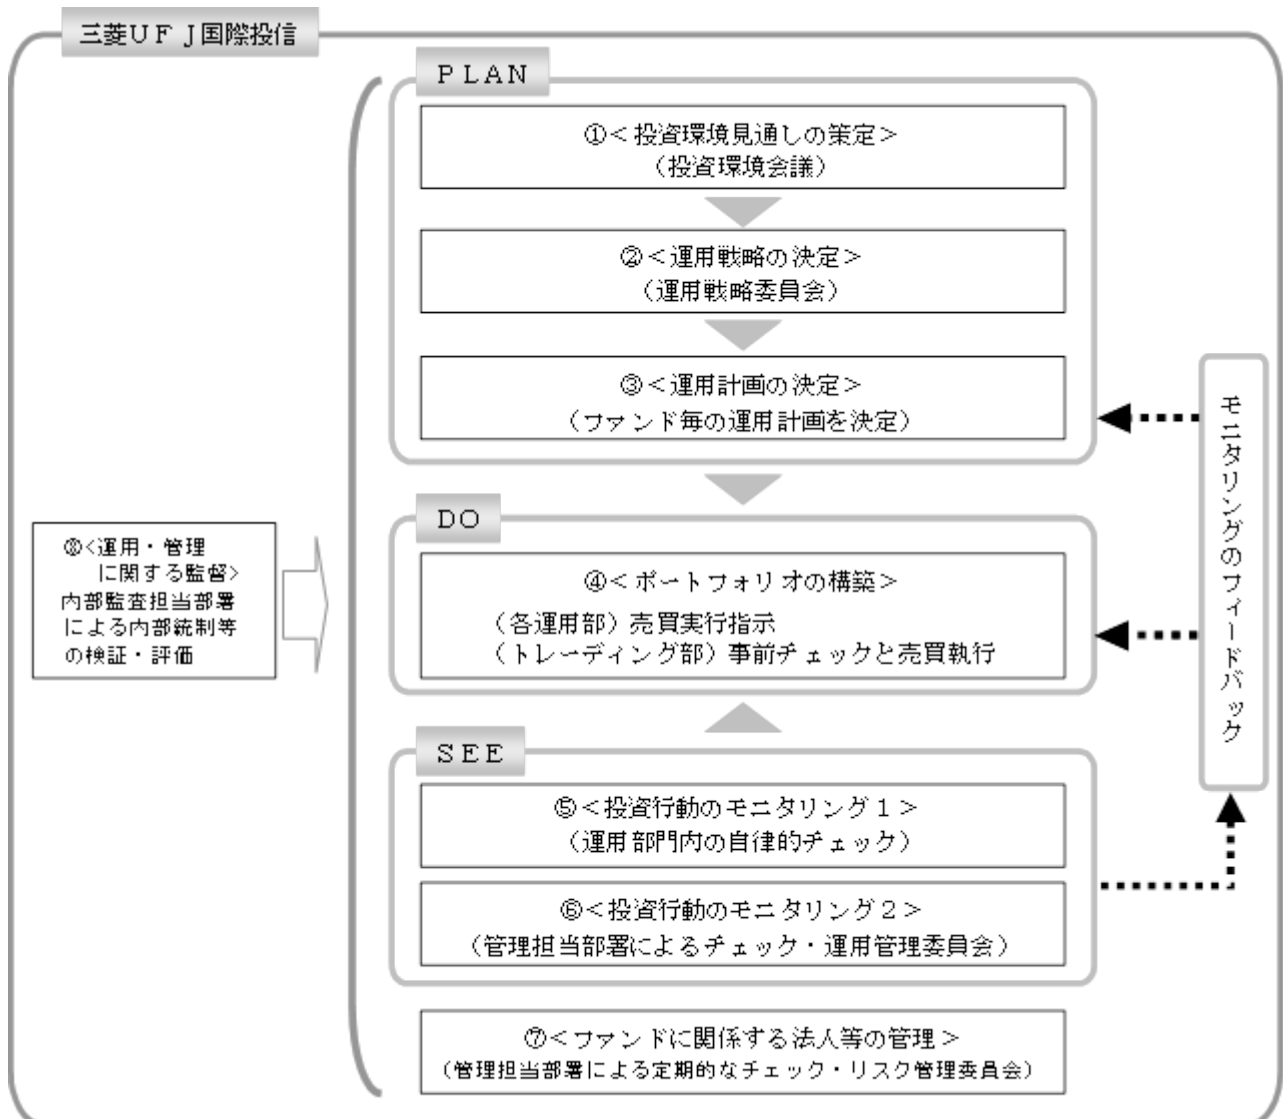 三菱ＵＦＪ国際投信
ＰＬＡＮ
①＜投資環境見通しの策定＞
（投資環境会議）
②＜運用戦略の決定＞
（運用戦略委員会）
③＜運用計画の決定＞
（ファンド毎の運用計画を決定）
ＤＯ
④＜ポートフォリオの構築＞
（各運用部）売買実行指示
（トレーディング部）事前チェックと売買執行
ＳＥＥ
⑤＜投資行動のモニタリング１＞
（運用部門内の自律的チェック）
⑥＜投資行動のモニタリング２＞
（管理担当部署によるチェック・運用管理委員会）
⑦＜ファンドに関係する法人等の管理＞
（管理担当部署による定期的なチェック・リスク管理委員会）
⑧<運用・管理
に関する監督>
内部監査担当部署
による内部統制等
の検証・評価
モニタリングのフィードバック